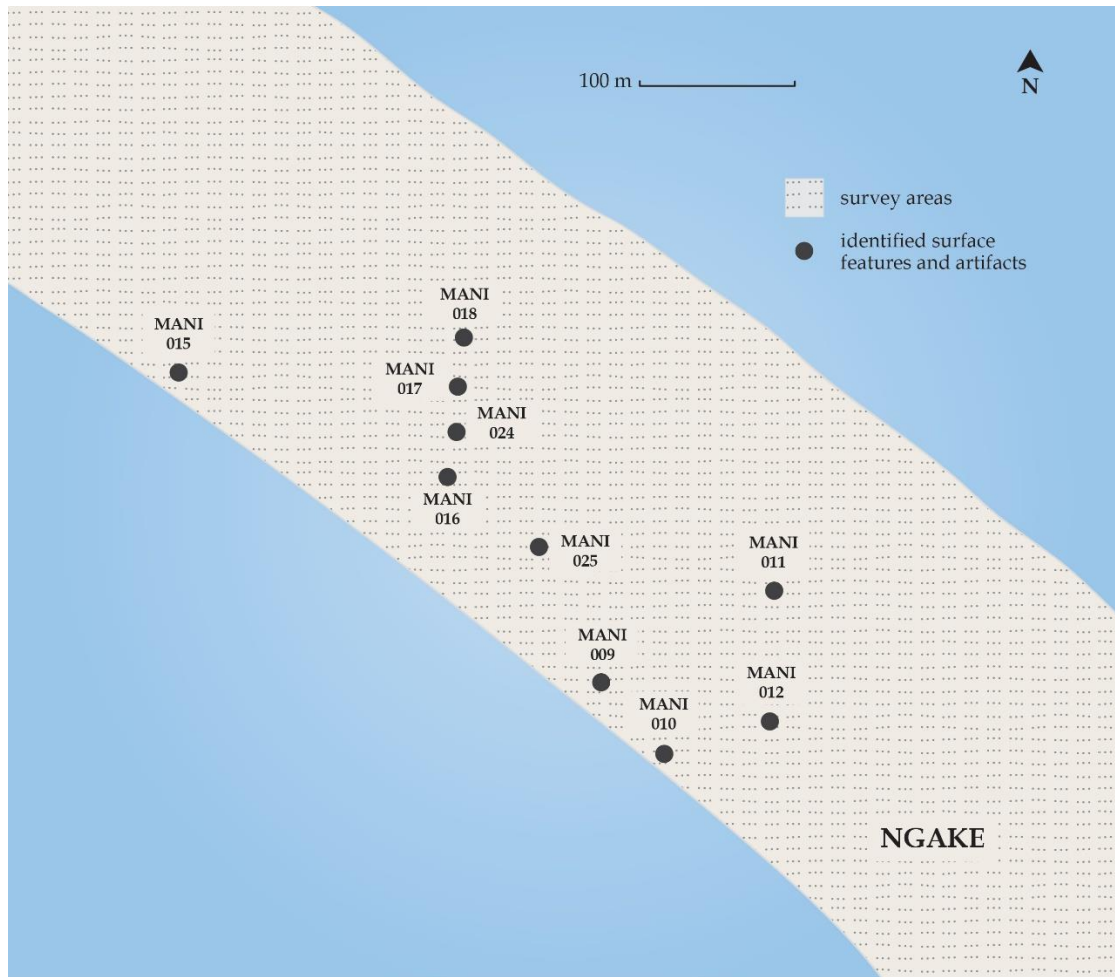 100 m
N
survey areas
identified surface
features and artifacts
MANI
018
MANI
015
MANI
017
MANI
024
MANI
016
MANI
025
MANI
011
MANI
009
MANI
012
MANI
010
NGAKE